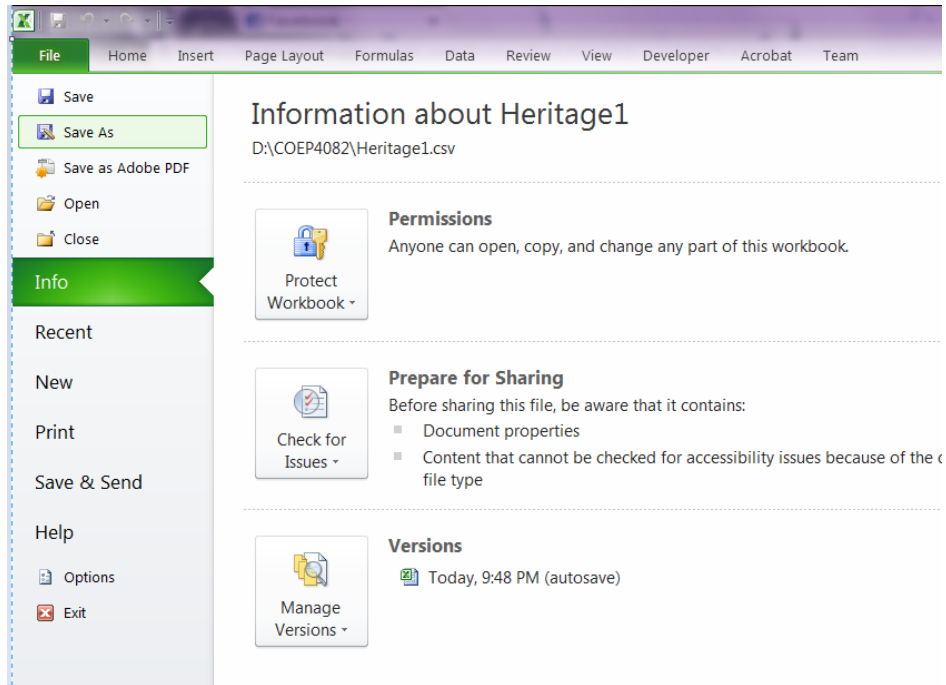 File Home Insert Page Layout Formulas Data Review View Developer Acrobat Team
Save
Save As
Save as Adobe PDF
Open
Close
Info
Recent
New
Print
Save & Send
Help
Options
Exit
Information about Heritage1
D:\COEP4082\Heritage1.csv
Protect
Workbook
Permissions
Anyone can open, copy, and change any part of this workbook.
Check for
Issues
Prepare for Sharing
Before sharing this file, be aware that it contains:
Document properties
Content that cannot be checked for accessibility issues because of the
file type
Manage
Versions
Versions
Today, 9:48 PM (autosave)